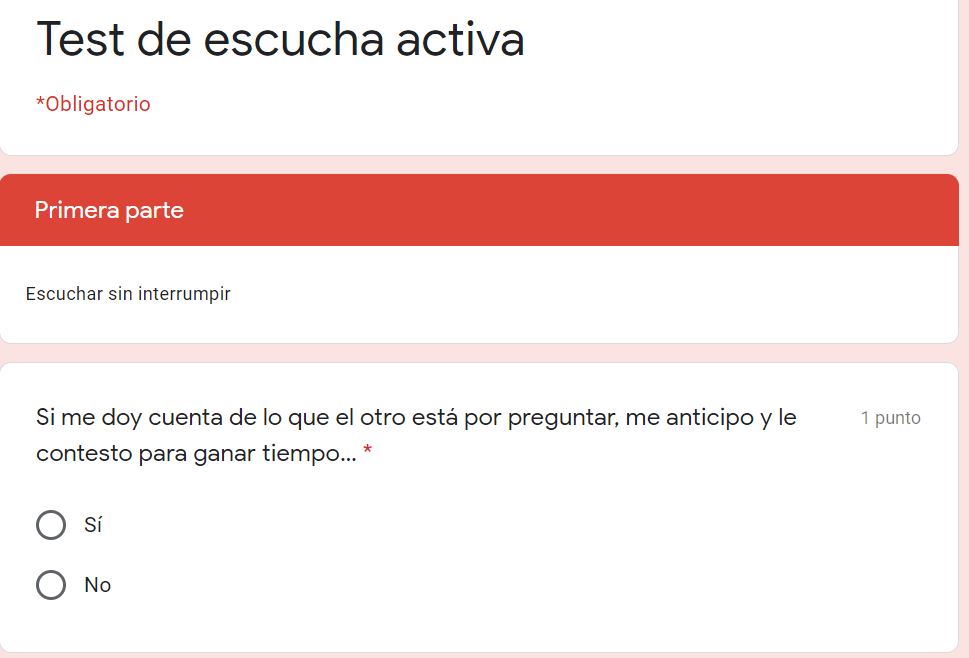 Test de escucha activa
*Obligatorio
Primera parte
Escuchar sin interrumpir
Si me doy cuenta de lo que el otro está por preguntar, me anticipo y le
contesto para ganar tiempo... *
1 punto
Sí
No